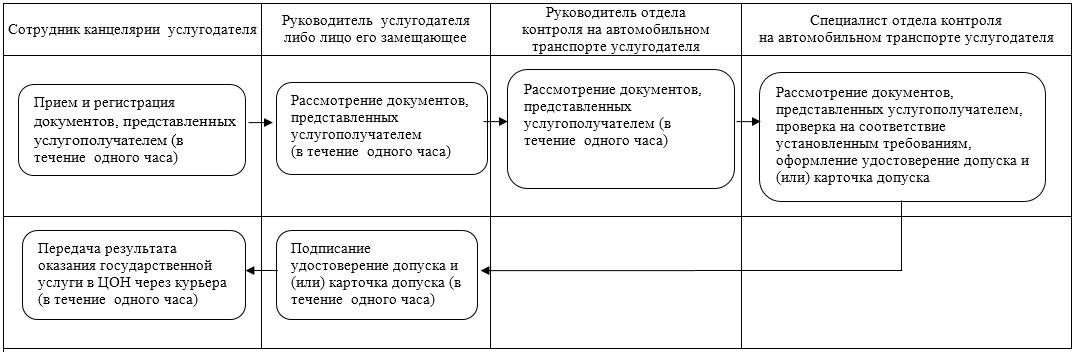 Сотрудник канцелярии услугодателя
Руководитель услугодателя
либо лицо его замещающее
Руководитель отдела
контроля на автомобильном
транспорте услугодателя
Специалист отдела контроля
на автомобильном транспорте услугодателя
Прием и регистрация
документов, представленных
услугополучателем (в
течение одного часа)
Рассмотрение документов,
представленных
услугополучателем
(в течение одного часа)
Рассмотрение документов,
представленных
услугополучателем (в
течение одного часа)
Рассмотрение документов,
представленных услугополучателем,
проверка на соответствие
установленным требованиям,
оформление удостоверение допуска и
(или) карточка допуска
Передача результата
оказания государственной
услуги в ЦОН через курьера
(в течение одного часа)
Подписание
удостоверение допуска и
(или) карточка допуска (в
течение одного часа)